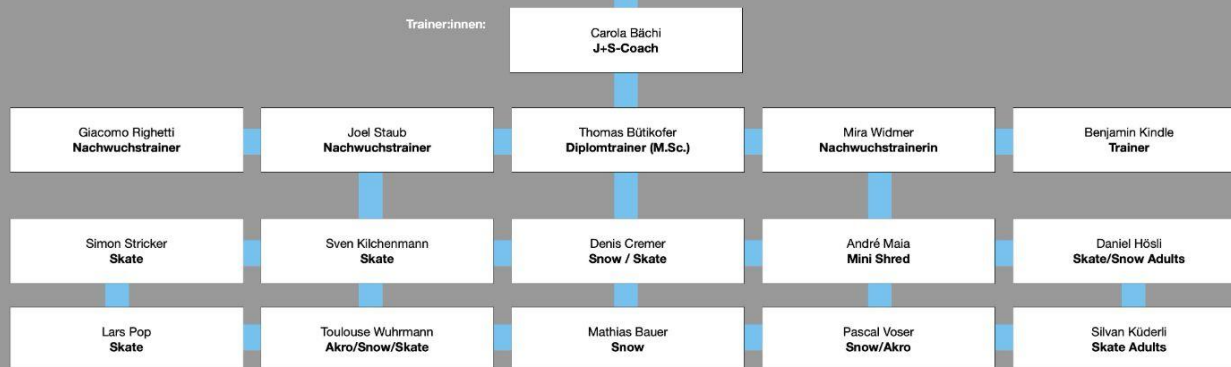 Trainer:innen:
Carola Bächi
J+S-Coach
Giacomo Righetti
Nachwuchstrainer
Joel Staub
Nachwuchstrainer
Thomas Bütikofer
Diplomtrainer (M.Sc.)
Mira Widmer
Nachwuchstrainerin
Benjamin Kindle
Trainer
Simon Stricker
Skate
Sven Kilchenmann
Skate
Denis Cremer
Snow / Skate
André Maia
Mini Shred
Daniel Hösli
Skate/Snow Adults
Lars Pop
Skate
Toulouse Wuhrmann
Akro/Snow/Skate
Mathias Bauer
Snow
Pascal Voser
Snow/Akro
Silvan Küderli
Skate Adults